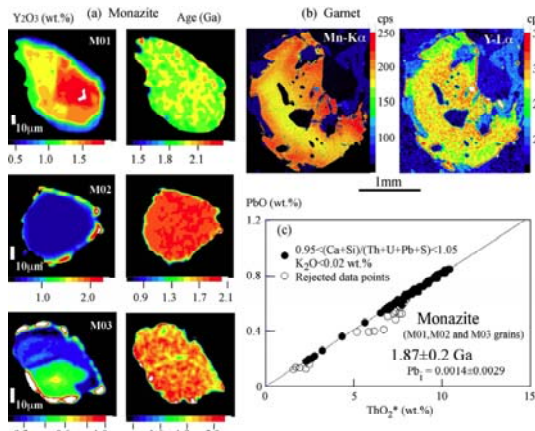 (a) Monazite
Y2O3 (wt.%)
Age (Ga)
M01
10μm
0.5 1.0 1.5
1.5 1.7 1.9 2.1
M02
10μm
1.0 2.0
0.9 1.3 1.7 2.1
M03
10μm
(b) Garnet
Mn-Kα
cps
250
200
150
100
Y-Lα
1mm
PbO (wt.%)
1.2
0.8
0.4
0
(c)
0.95<(Ca+Si)/(Th+U+Pb+S)<1.05
K2O<0.02 wt.%
Rejected data points
Monazite
(M01,M02 and M03 grains)
1.87±0.2 Ga
Pbi = 0.0014±0.0029
5 10 15
ThO2* (wt.%)